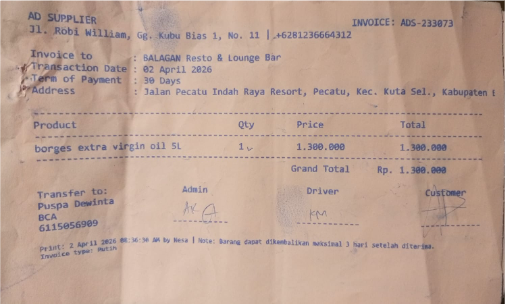 AD SUPPLIER
INVOICE: ADS-233073
Jl. Robi William, Gg. Kubu Bias 1, No. 11 | +6281236664312
Invoice to : BALAGAN Resto & Lounge Bar
Transaction Date : 02 April 2026
Term of Payment : 30 Days
Address : Jalan Pecatu Indah Raya Resort, Pecatu, Kec. Kuta Sel., Kabupaten
Product Qty Price Total
borges extra virgin oil 5L 1 1.300.000 1.300.000
Grand Total Rp. 1.300.000
Transfer to: Admin Driver Customer
Puspa Dewinta
BCA
6115056909
Print: 2 April 2026 08:36:30 AM by Nesa | Note: Barang dapat dikembalikan maksimal 3 hari setelah diterima.
Invoice type: Putih